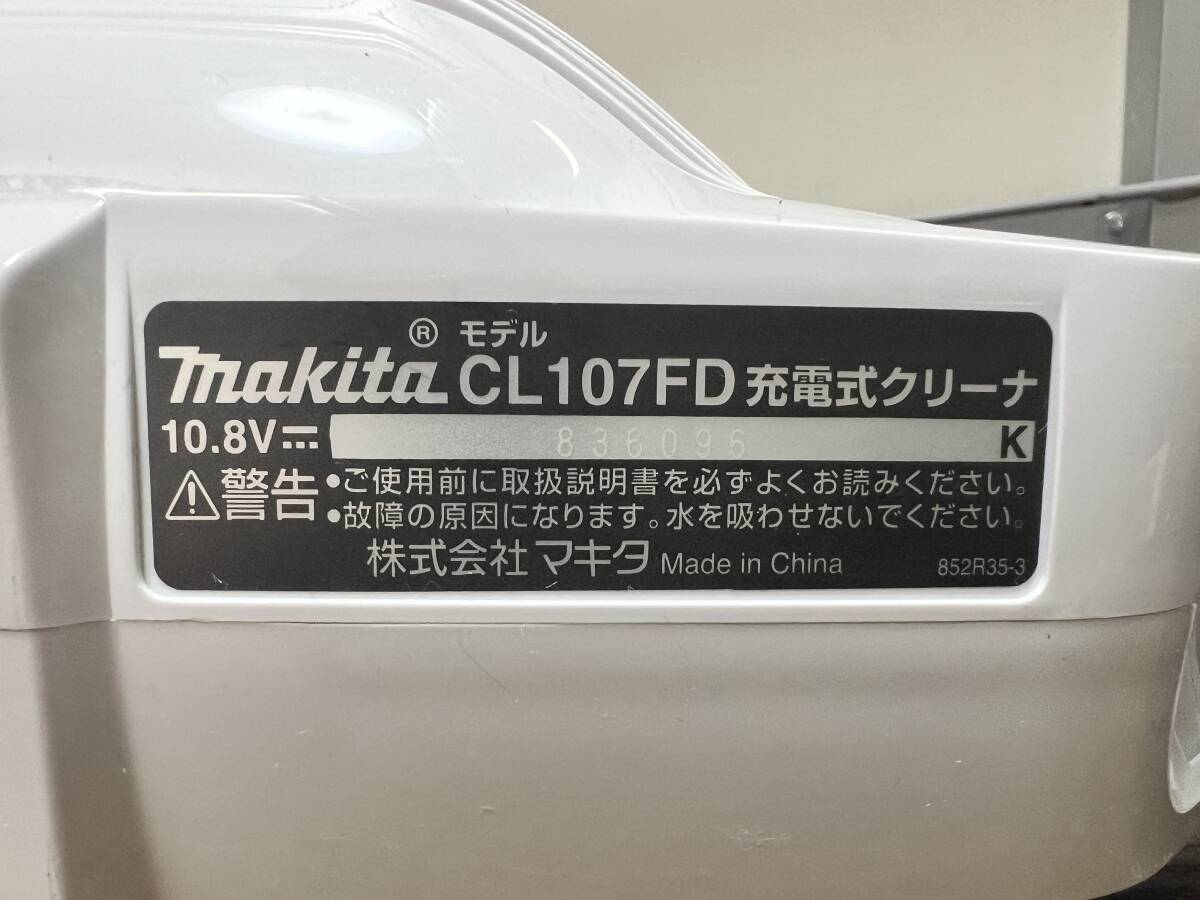 makita® モデル CL107FD 充電式クリーナ
10.8V⎓ 836096 K
⚠警告 •ご使用前に取扱説明書を必ずよくお読みください。
•故障の原因になります。水を吸わせないでください。
株式会社 マキタ Made in China 852R35-3